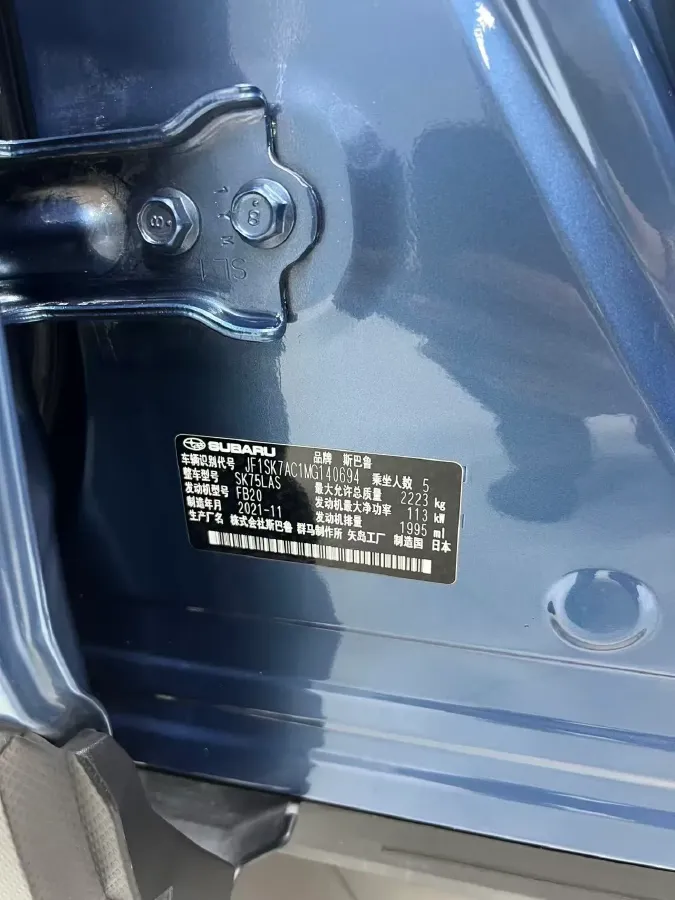 8
8
SL1
SUBARU 品牌 斯巴鲁
车辆识别代号 JF1SK7AC1MG140694 乘坐人数 5
整车型号 SK75LAS 最大允许总质量 2223 kg
发动机型号 FB20 发动机最大净功率 113 kW
制造年月 2021-11 发动机排量 1995 ml
生产厂名 株式会社斯巴鲁 群马制作所 矢岛工厂 制造国 日本